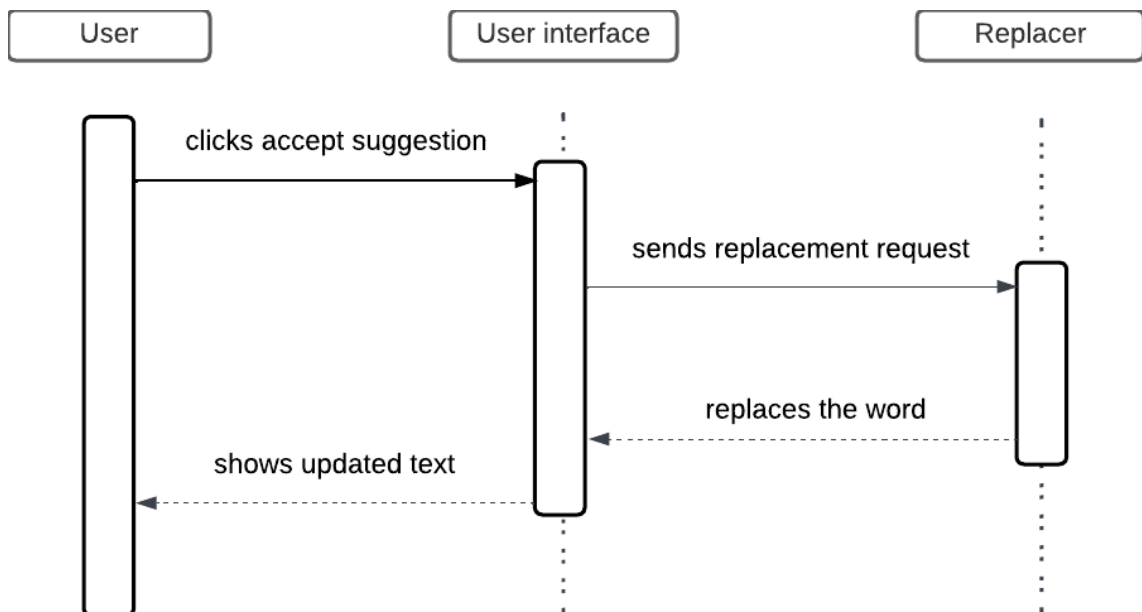 User
User interface
Replacer
clicks accept suggestion
sends replacement request
replaces the word
shows updated text